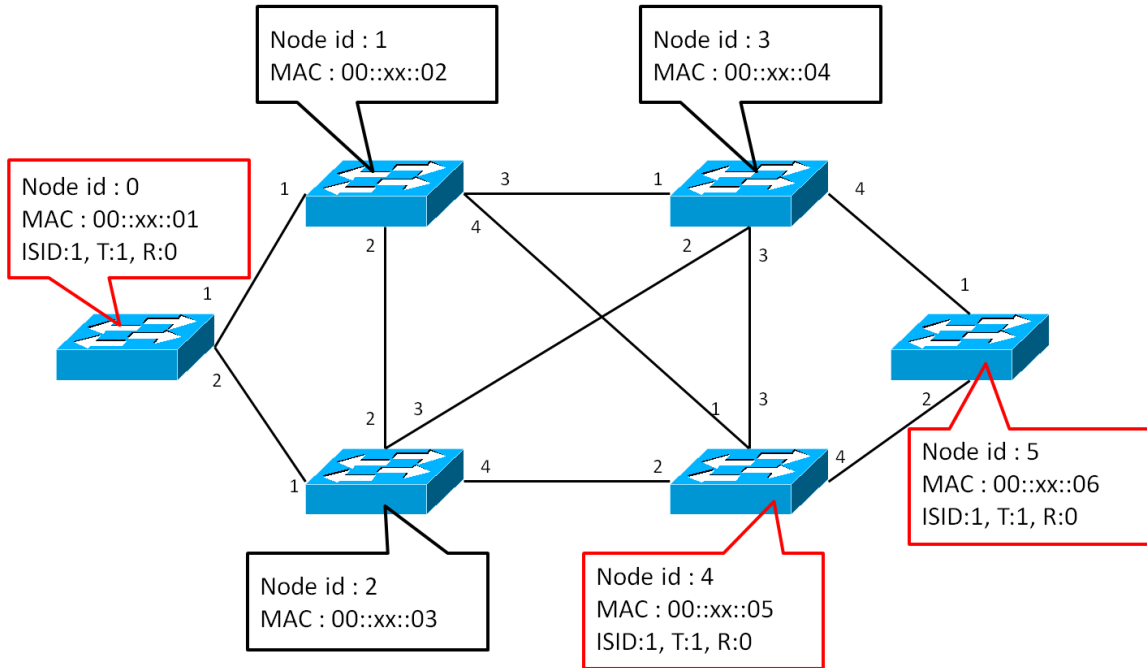 Node id : 1
MAC : 00::xx::02
Node id : 3
MAC : 00::xx::04
Node id : 0
MAC : 00::xx::01
ISID:1, T:1, R:0
1
3
1
4
4
2
2
3
1
1
2
2
3
1
3
2
1
4
2
4
Node id : 5
MAC : 00::xx::06
ISID:1, T:1, R:0
Node id : 2
MAC : 00::xx::03
Node id : 4
MAC : 00::xx::05
ISID:1, T:1, R:0